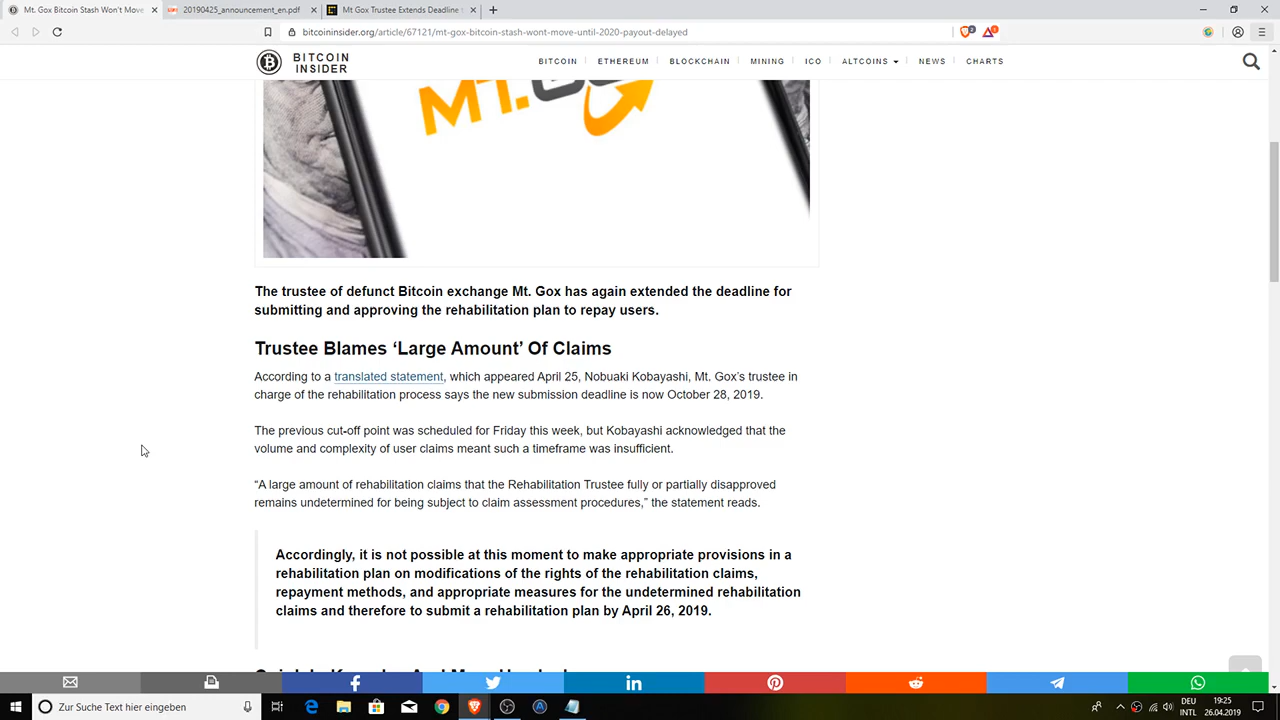 Mt. Gox Bitcoin Stash Won't Move
20190425_announcement_en.pdf
Mt Gox Trustee Extends Deadline
bitcoininsider.org/article/67121/mt-gox-bitcoin-stash-wont-move-until-2020-payout-delayed
BITCOIN INSIDER
BITCOIN ETHEREUM BLOCKCHAIN MINING ICO ALTCOINS NEWS CHARTS
MT.GOX
The trustee of defunct Bitcoin exchange Mt. Gox has again extended the deadline for
submitting and approving the rehabilitation plan to repay users.
Trustee Blames ‘Large Amount’ Of Claims
According to a translated statement, which appeared April 25, Nobuaki Kobayashi, Mt. Gox’s trustee in
charge of the rehabilitation process says the new submission deadline is now October 28, 2019.
The previous cut-off point was scheduled for Friday this week, but Kobayashi acknowledged that the
volume and complexity of user claims meant such a timeframe was insufficient.
“A large amount of rehabilitation claims that the Rehabilitation Trustee fully or partially disapproved
remains undetermined for being subject to claim assessment procedures,” the statement reads.
Accordingly, it is not possible at this moment to make appropriate provisions in a
rehabilitation plan on modifications of the rights of the rehabilitation claims,
repayment methods, and appropriate measures for the undetermined rehabilitation
claims and therefore to submit a rehabilitation plan by April 26, 2019.
Zur Suche Text hier eingeben
DEU
INTL
19:25
26.04.2019